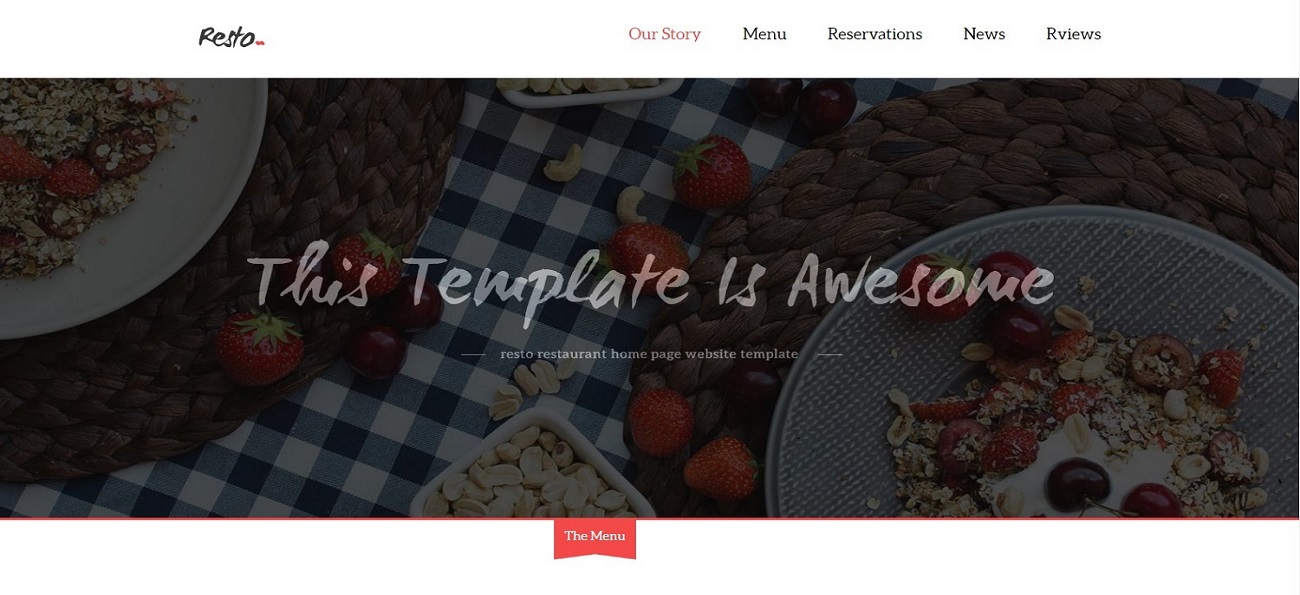 Resto
Our Story Menu Reservations News Rviews
This Template Is Awesome
resto restaurant home page website template
The Menu